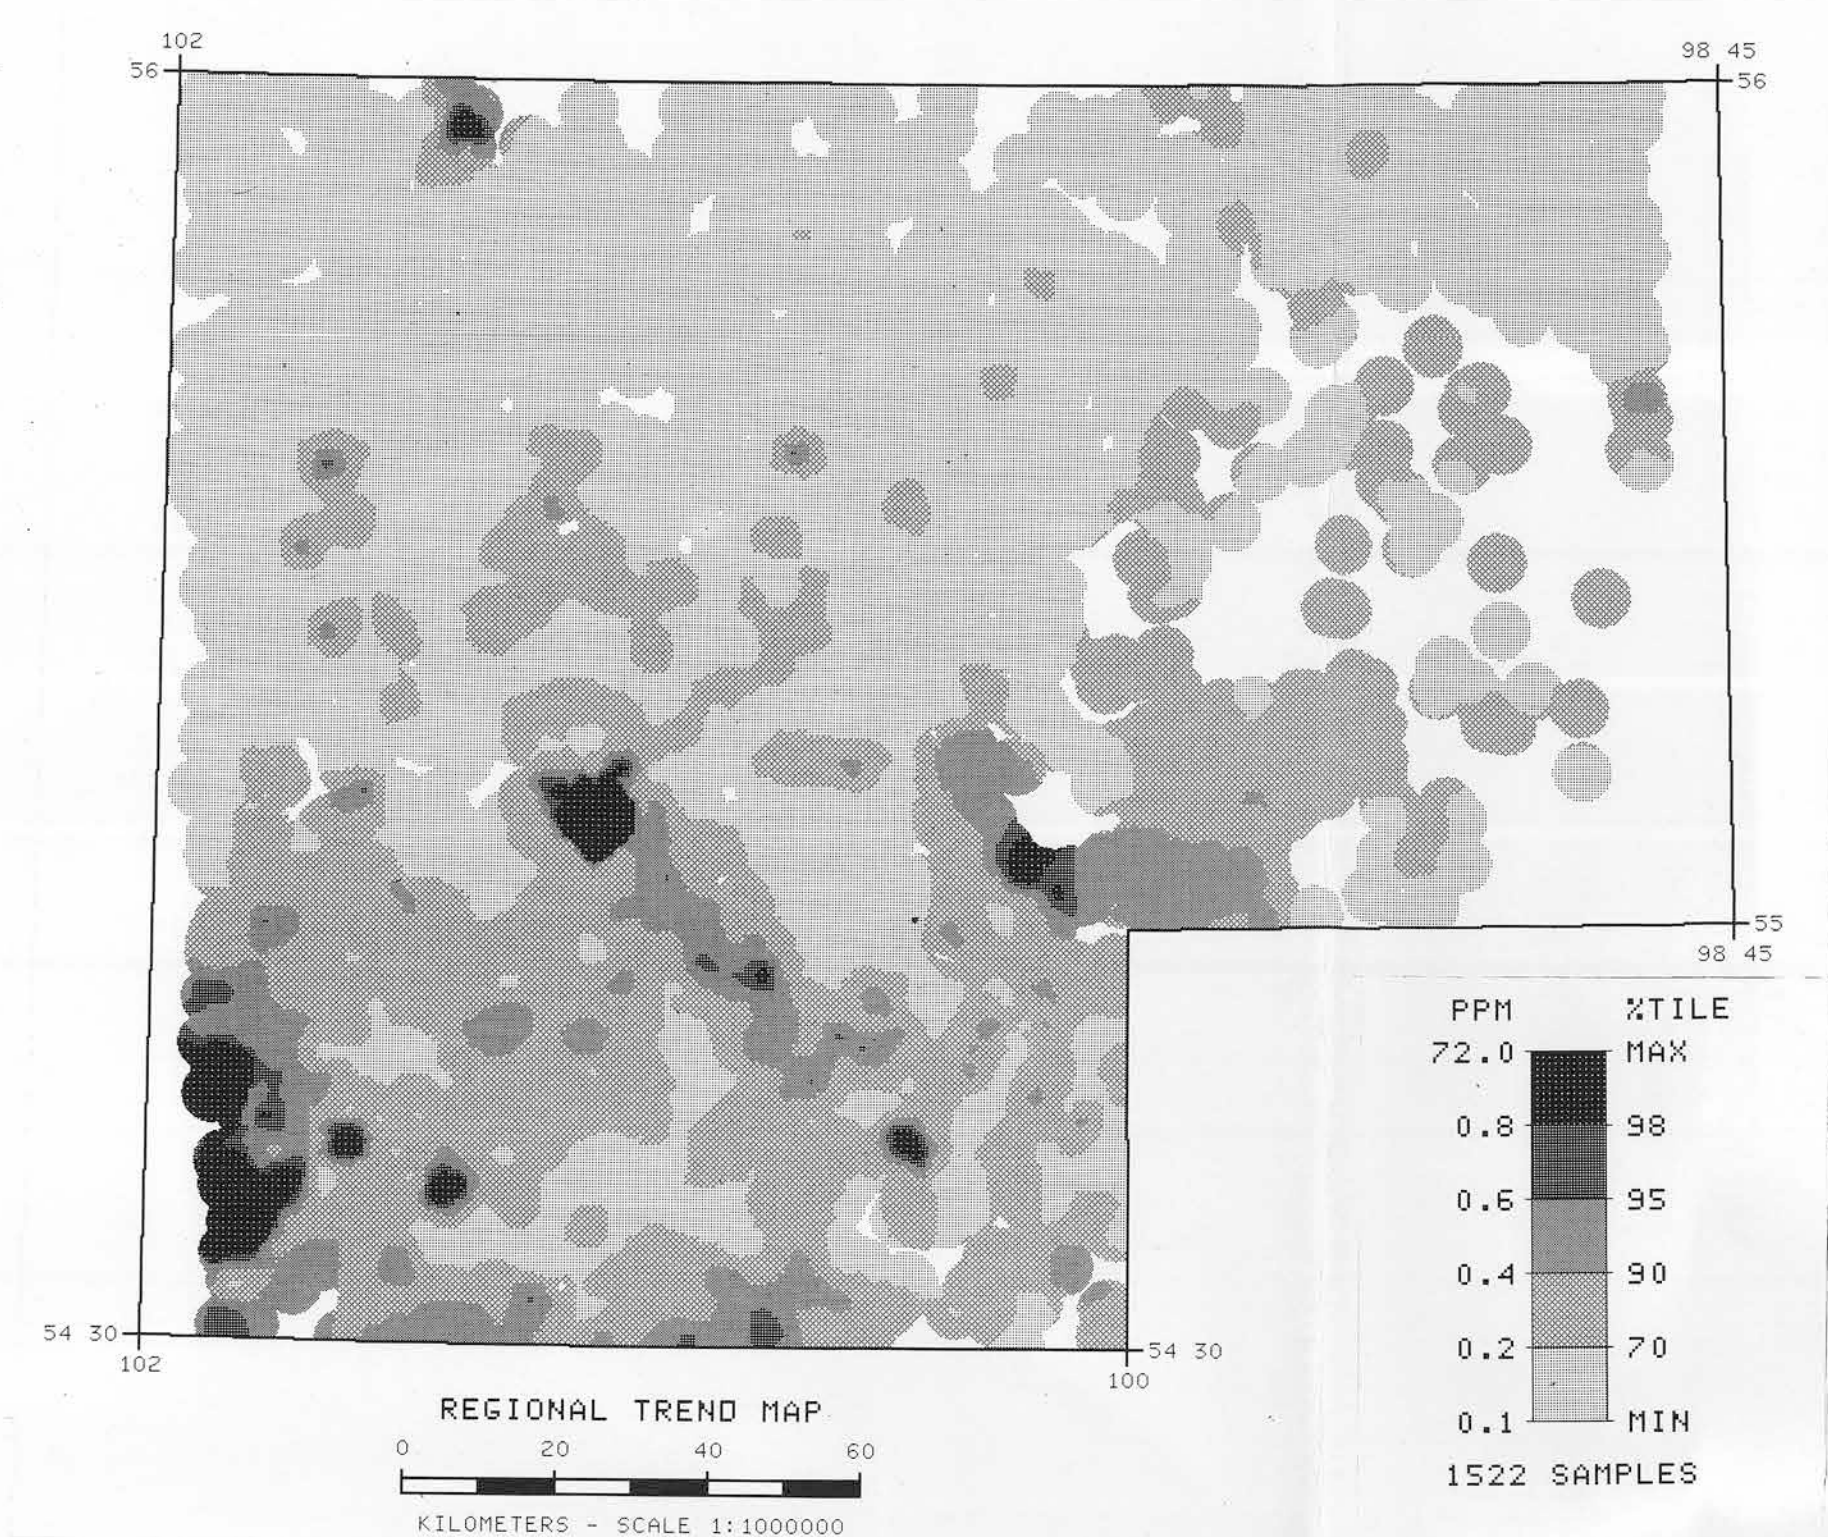 102
98 45
56
56
55
98 45
PPM %TILE
72.0 MAX
0.8 98
0.6 95
0.4 90
0.2 70
0.1 MIN
1522 SAMPLES
54 30
54 30
102
100
REGIONAL TREND MAP
0 20 40 60
KILOMETERS - SCALE 1:1000000